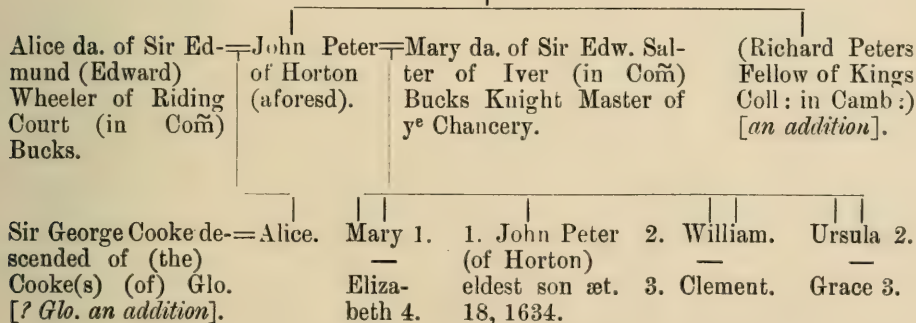 Alice da. of Sir Ed-
mund (Edward)
Wheeler of Riding
Court (in Com̃)
Bucks.
John Peter
of Horton
(aforesd).
Mary da. of Sir Edw. Sal-
ter of Iver (in Com̃)
Bucks Knight Master of
yᵉ Chancery.
(Richard Peters
Fellow of Kings
Coll: in Camb:)
[an addition].
Sir George Cooke de-
scended of (the)
Cooke(s) (of) Glo.
[? Glo. an addition].
Alice.
Mary 1.
—
Eliza-
beth 4.
1. John Peter
(of Horton)
eldest son æt.
18, 1634.
2. William.
—
3. Clement.
Ursula 2.
—
Grace 3.